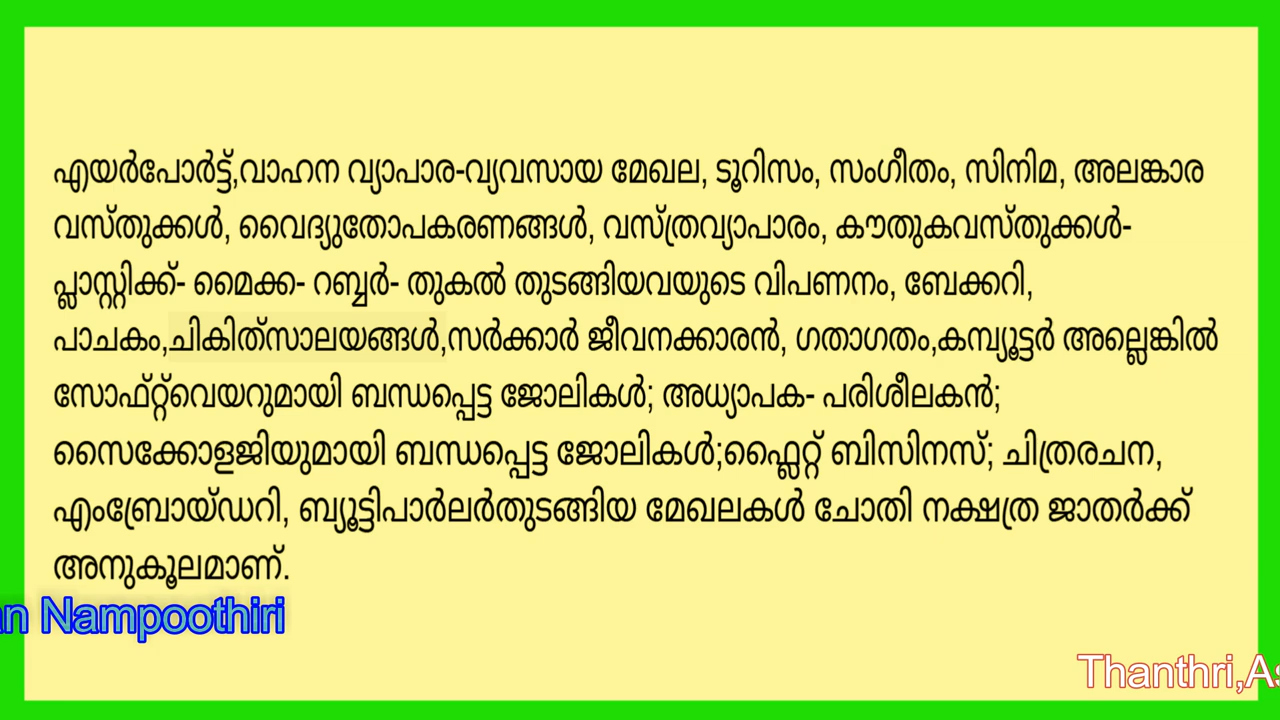 എയർപോർട്ട്,വാഹന വ്യാപാര-വ്യവസായ മേഖല, ടൂറിസം, സംഗീതം, സിനിമ, അലങ്കാര
വസ്തുക്കൾ, വൈദ്യുതോപകരണങ്ങൾ, വസ്ത്രവ്യാപാരം, കൗതുകവസ്തുക്കൾ-
പ്ലാസ്റ്റിക്ക്- മൈക്ക- റബ്ബർ- തുകൽ തുടങ്ങിയവയുടെ വിപണനം, ബേക്കറി,
പാചകം,ചികിത്സാലയങ്ങൾ,സർക്കാർ ജീവനക്കാരൻ, ഗതാഗതം,കമ്പ്യൂട്ടർ അല്ലെങ്കിൽ
സോഫ്റ്റ്‌വെയറുമായി ബന്ധപ്പെട്ട ജോലികൾ; അധ്യാപക- പരിശീലകൻ;
സൈക്കോളജിയുമായി ബന്ധപ്പെട്ട ജോലികൾ;ഫ്ലൈറ്റ് ബിസിനസ്; ചിത്രരചന,
എംബ്രോയ്ഡറി, ബ്യൂട്ടിപാർലർതുടങ്ങിയ മേഖലകൾ ചോതി നക്ഷത്ര ജാതർക്ക്
അനുകൂലമാണ്.
an Nampoothiri
Thanthri,As